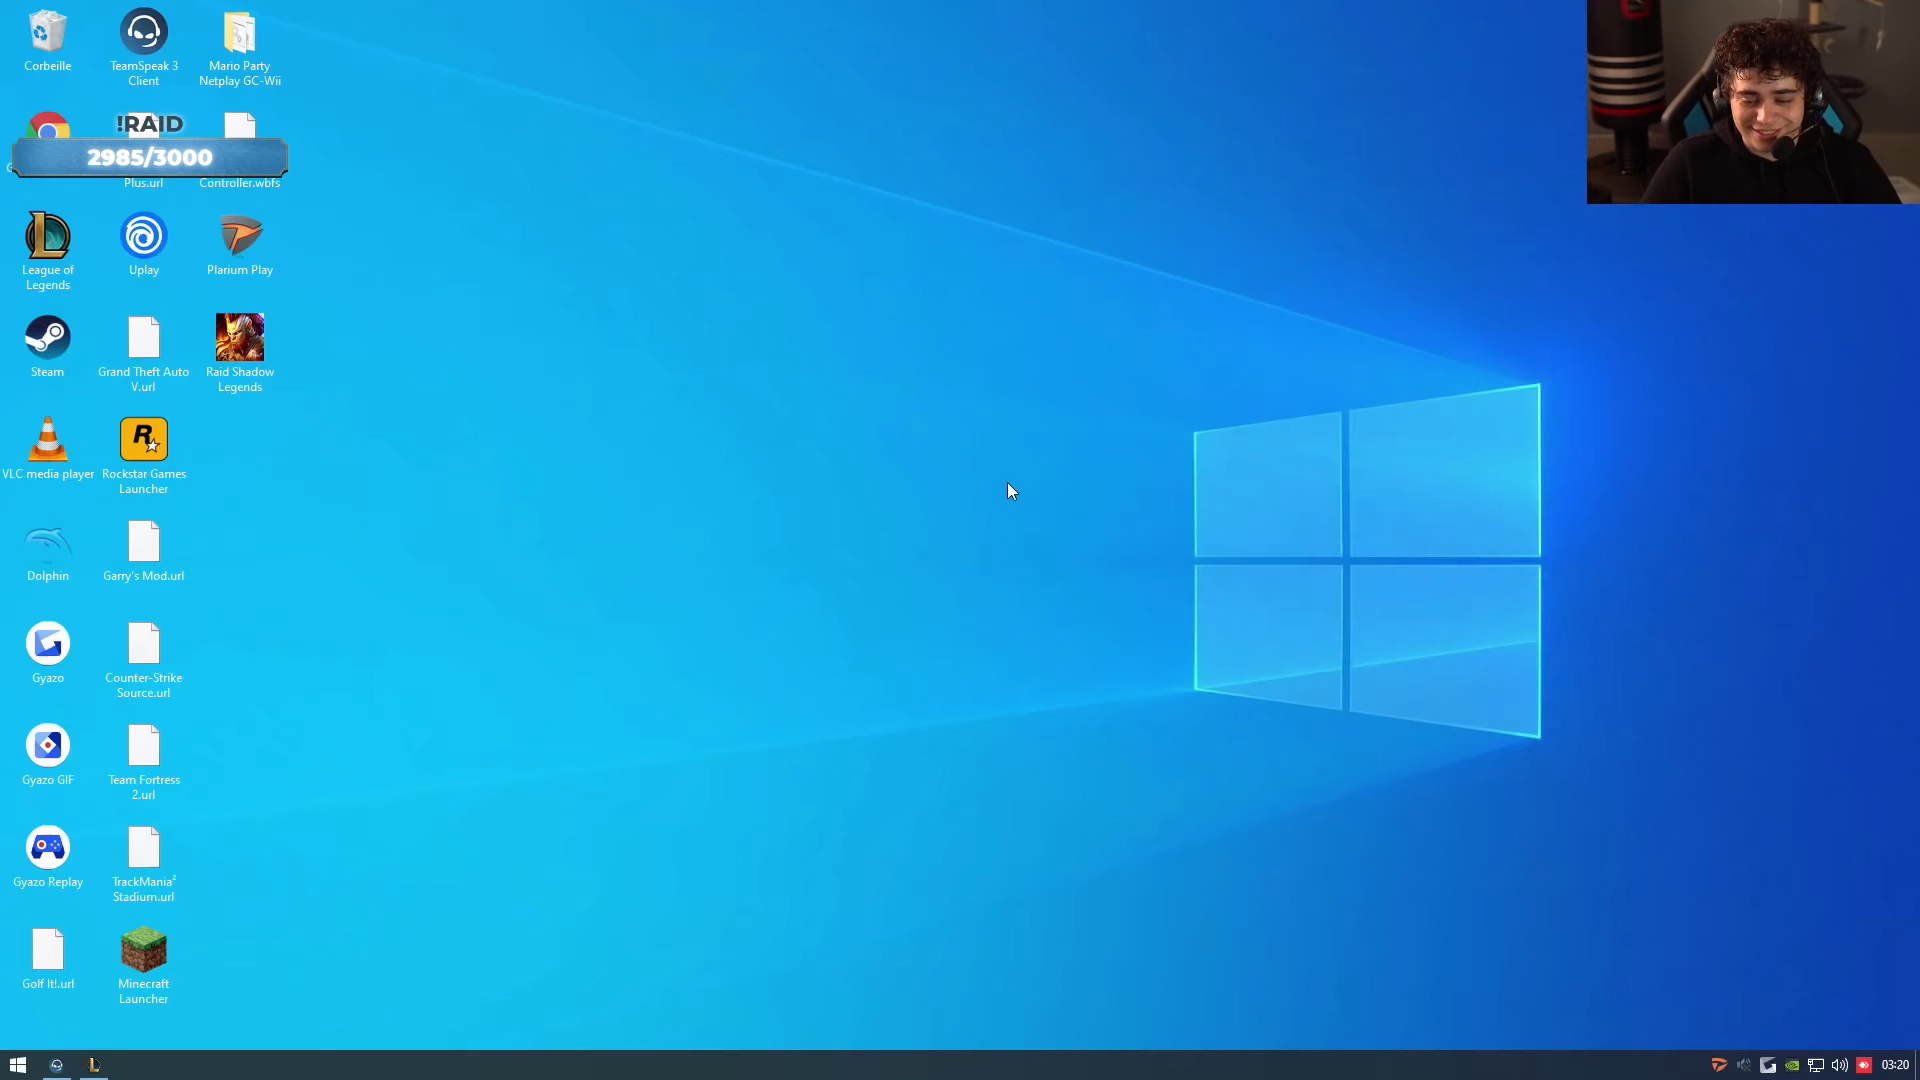 Corbeille
TeamSpeak 3
Client
Mario Party
Netplay GC-Wii
!RAID
2985/3000
Plus.url
Controller.wbfs
League of
Legends
Uplay
Plarium Play
Steam
Grand Theft Auto
V.url
Raid Shadow
Legends
VLC media player
Rockstar Games
Launcher
Dolphin
Garry's Mod.url
Gyazo
Counter-Strike
Source.url
Gyazo GIF
Team Fortress
2.url
Gyazo Replay
TrackMania²
Stadium.url
Golf It!.url
Minecraft
Launcher
03:20